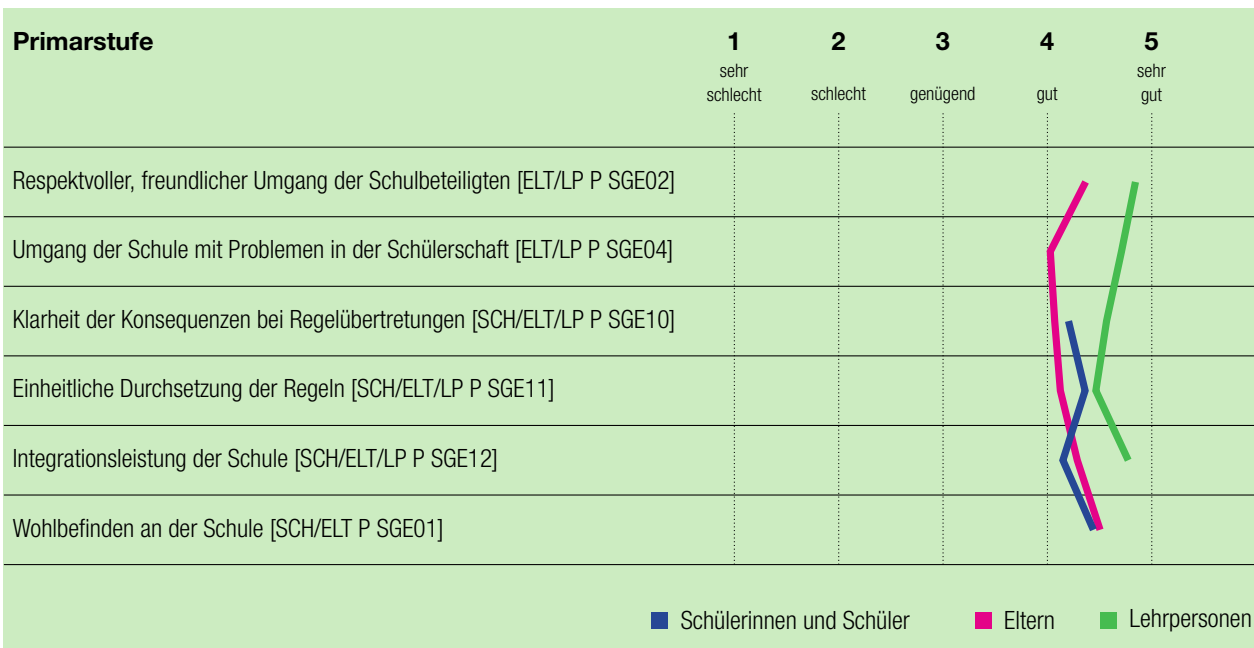 Primarstufe 1 2 3 4 5
sehr schlecht schlecht genügend gut sehr gut
Respektvoller, freundlicher Umgang der Schulbeteiligten [ELT/LP P SGE02]
Umgang der Schule mit Problemen in der Schülerschaft [ELT/LP P SGE04]
Klarheit der Konsequenzen bei Regelübertretungen [SCH/ELT/LP P SGE10]
Einheitliche Durchsetzung der Regeln [SCH/ELT/LP P SGE11]
Integrationsleistung der Schule [SCH/ELT/LP P SGE12]
Wohlbefinden an der Schule [SCH/ELT P SGE01]
Schülerinnen und Schüler Eltern Lehrpersonen